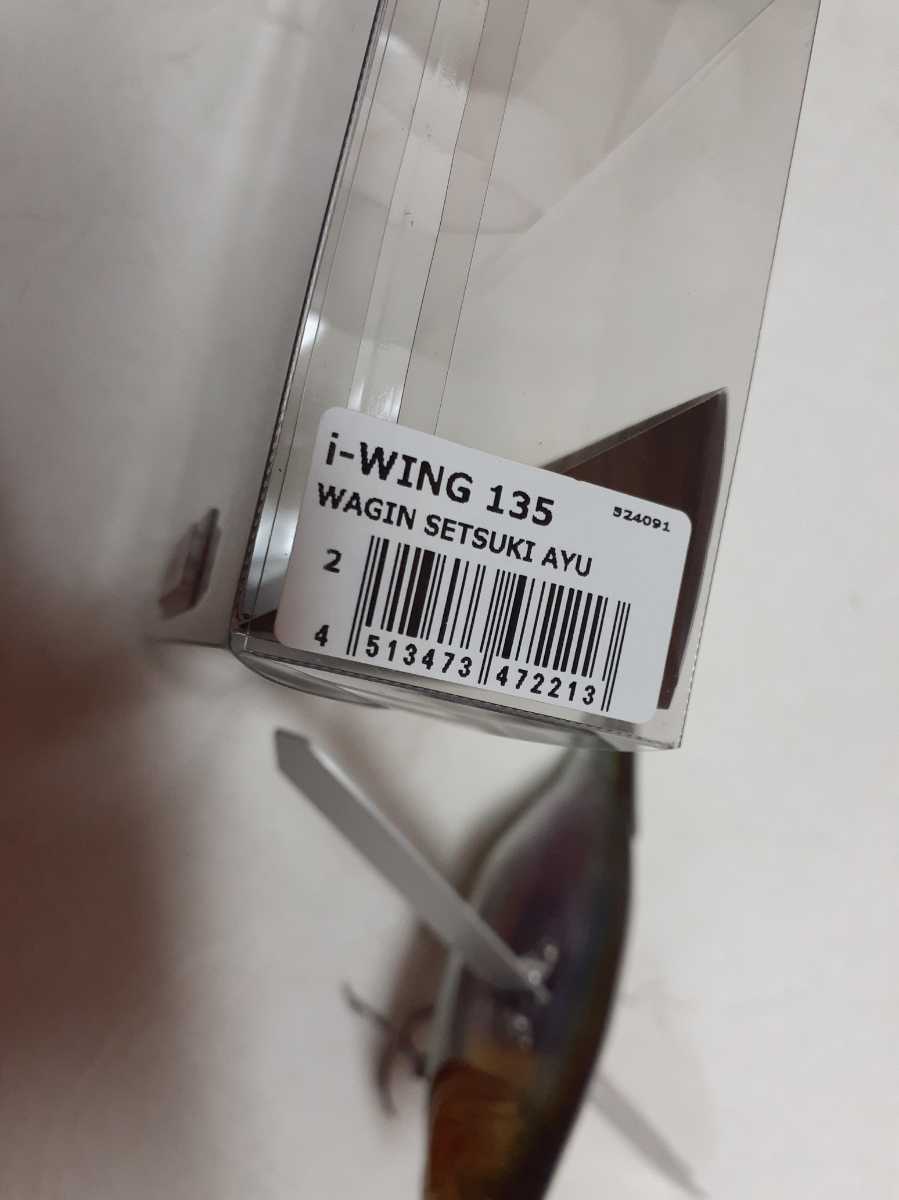 i-WING 135
524091
WAGIN SETSUKI AYU
2
4 513473 472213